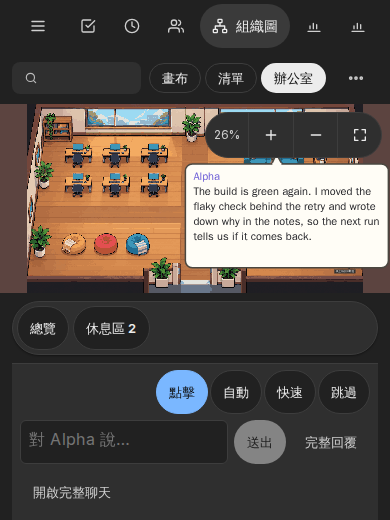 組織圖
畫布
清單
辦公室
26%
Alpha
The build is green again. I moved the
flaky check behind the retry and wrote
down why in the notes, so the next run
tells us if it comes back.
總覽
休息區 2
點擊
自動
快速
跳過
對 Alpha 說...
送出
完整回覆
開啟完整聊天